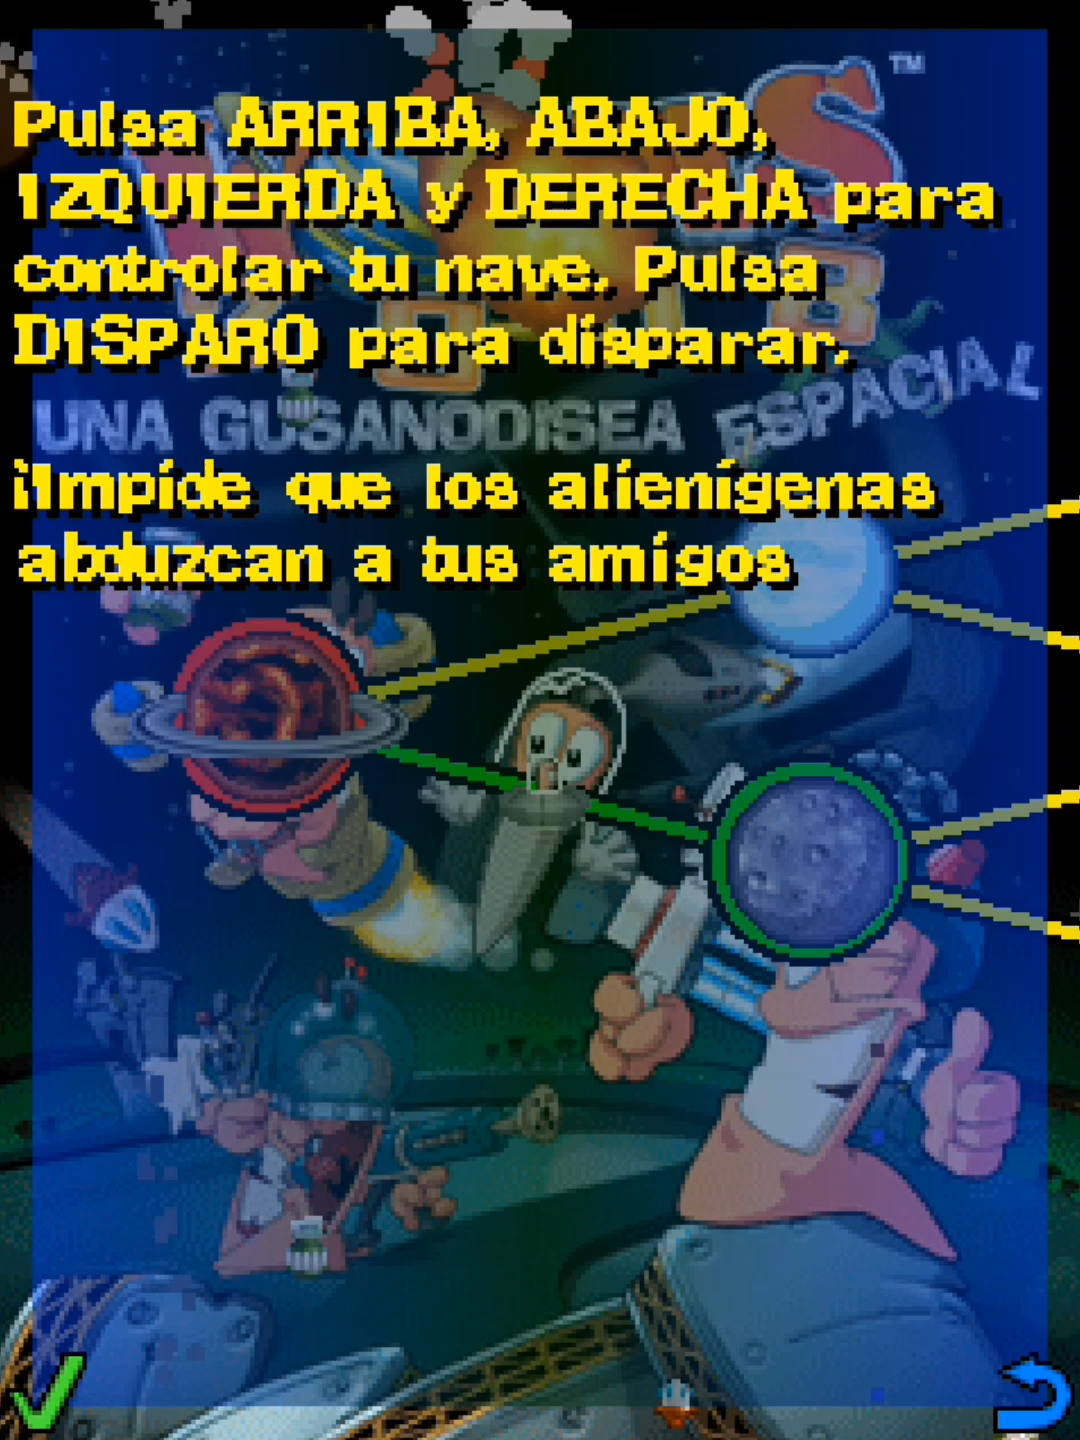 Pulsa ARRIBA, ABAJO,
IZQUIERDA y DERECHA para
controlar tu nave. Pulsa
DISPARO para disparar.
UNA GUSANODISEA ESPACIAL
¡Impide que los alienígenas
abduzcan a tus amigos
TM